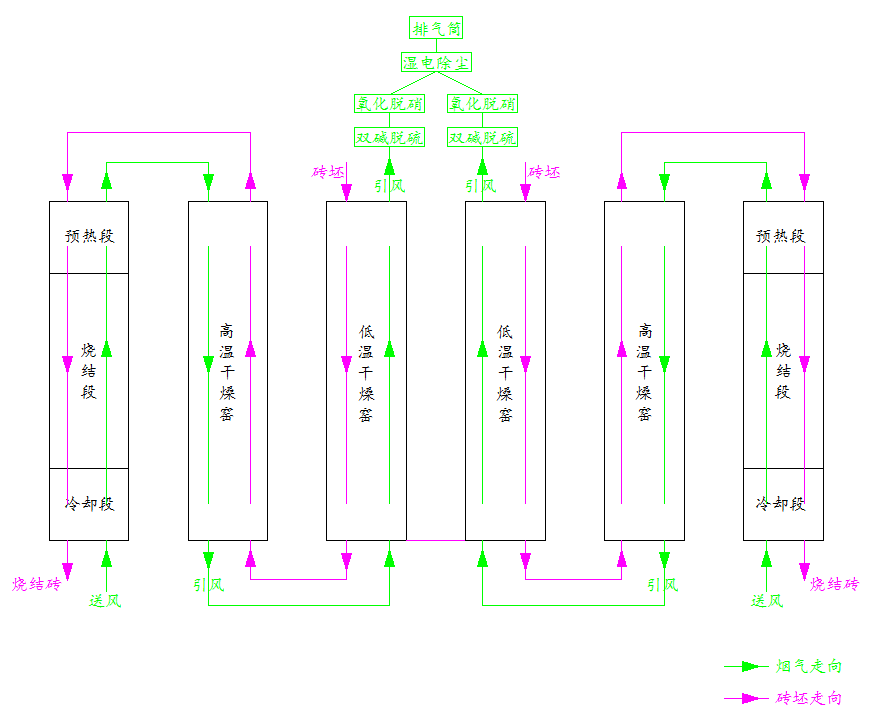 排气筒
湿电除尘
氧化脱硝 氧化脱硝
双碱脱硫 双碱脱硫
砖坯 引风 引风 砖坯
预热段 预热段
烧结段 高温干燥窑 低温干燥窑 低温干燥窑 高温干燥窑 烧结段
冷却段 冷却段
烧结砖 引风 引风 烧结砖
送风 送风
烟气走向
砖坯走向